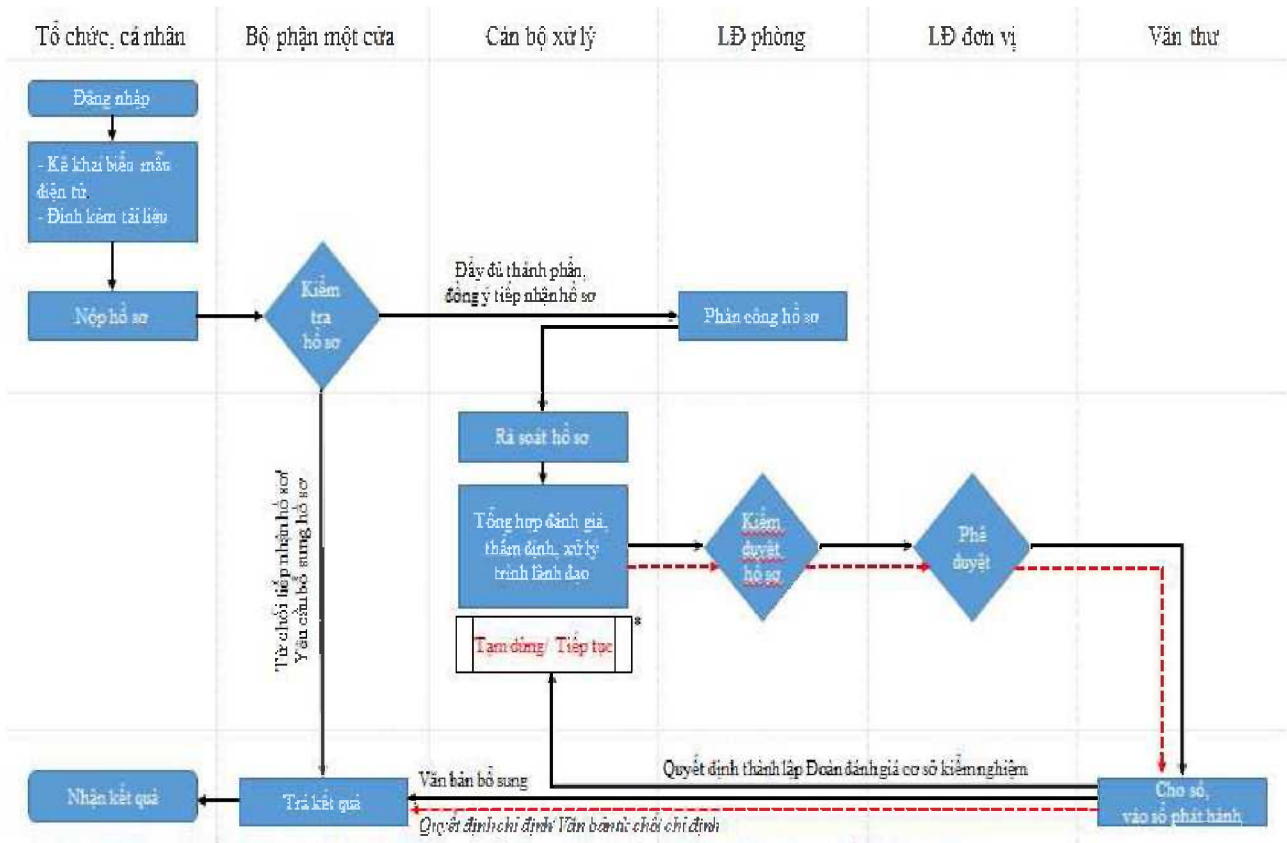 Tổ chức, cá nhân
Bộ phận một cửa
Cán bộ xử lý
LĐ phòng
LĐ đơn vị
Văn thư
Đăng nhập
- Kê khai biểu mẫu
điện tử.
- Đính kèm tài liệu
Nộp hồ sơ
Kiểm
tra
hồ sơ
Đầy đủ thành phần,
đồng ý tiếp nhận hồ sơ
Phân công hồ sơ
Từ chối tiếp nhận hồ sơ/
Yêu cầu bổ sung hồ sơ
Rà soát hồ sơ
Tổng hợp đánh giá,
thẩm định, xử lý
trình lãnh đạo
Kiểm
duyệt
hồ sơ
Phê
duyệt
Tạm dừng/ Tiếp tục
*
Quyết định thành lập Đoàn đánh giá cơ sở kiểm nghiệm
Văn bản bổ sung
Nhận kết quả
Trả kết quả
Cho số,
vào sổ phát hành
Quyết định chỉ định/ Văn bản từ chối chỉ định